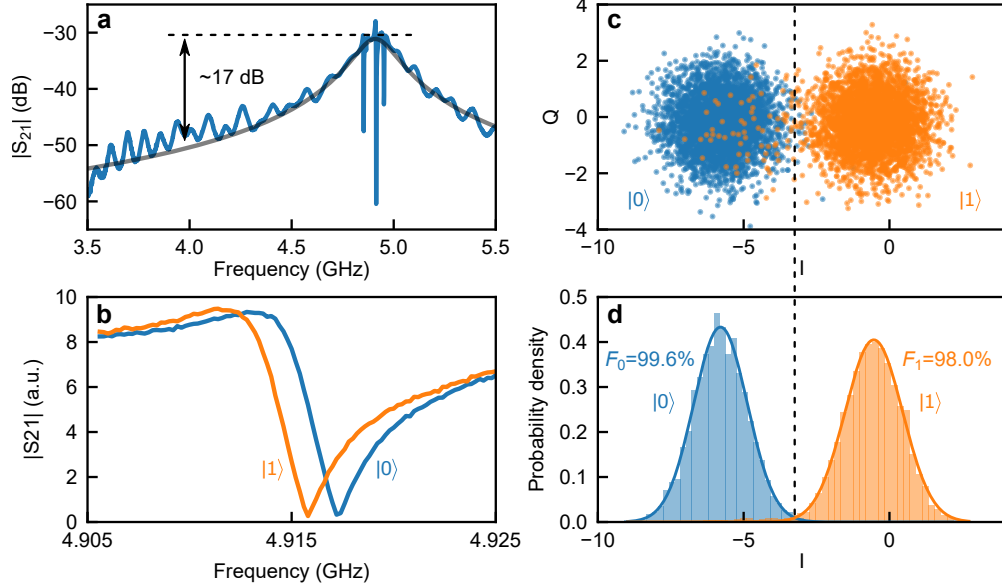 a
−30
−40
−50
−60
|S21| (dB)
~17 dB
3.5
4.0
4.5
5.0
5.5
Frequency (GHz)
b
10
8
6
4
2
0
|S21| (a.u.)
|1⟩
|0⟩
4.905
4.915
4.925
Frequency (GHz)
c
4
2
0
−2
−4
Q
|0⟩
|1⟩
−10
−5
0
I
d
0.5
0.4
0.3
0.2
0.1
0.0
Probability density
F0=99.6%
|0⟩
F1=98.0%
|1⟩
−10
−5
0
I